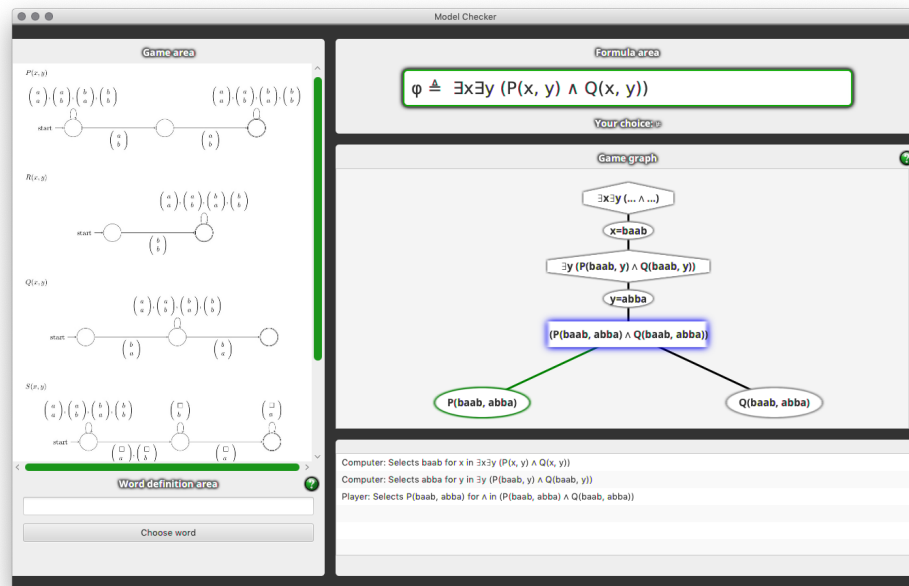 Model Checker
Game area
P(x, y)
(a a), (a b), (b a), (b b)
(a a), (a b), (b a), (b b)
start
(a b)
(a b)
R(x, y)
(a a), (a b), (b a), (b b)
start
(b b)
Q(x, y)
(a a), (a b), (b a), (b b)
start
(b a)
(b a)
S(x, y)
(a a), (a b), (b a), (b b)
(□ b)
(□ a)
start
(□ a), (□ b)
(□ a)
Word definition area
?
Choose word
Formula area
φ ≜ ∃x∃y (P(x, y) ∧ Q(x, y))
Your choice:
Game graph
?
∃x∃y (... ∧ ...)
x=baab
∃y (P(baab, y) ∧ Q(baab, y))
y=abba
(P(baab, abba) ∧ Q(baab, abba))
P(baab, abba)
Q(baab, abba)
Computer: Selects baab for x in ∃x∃y (P(x, y) ∧ Q(x, y))
Computer: Selects abba for y in ∃y (P(baab, y) ∧ Q(baab, y))
Player: Selects P(baab, abba) for ∧ in (P(baab, abba) ∧ Q(baab, abba))